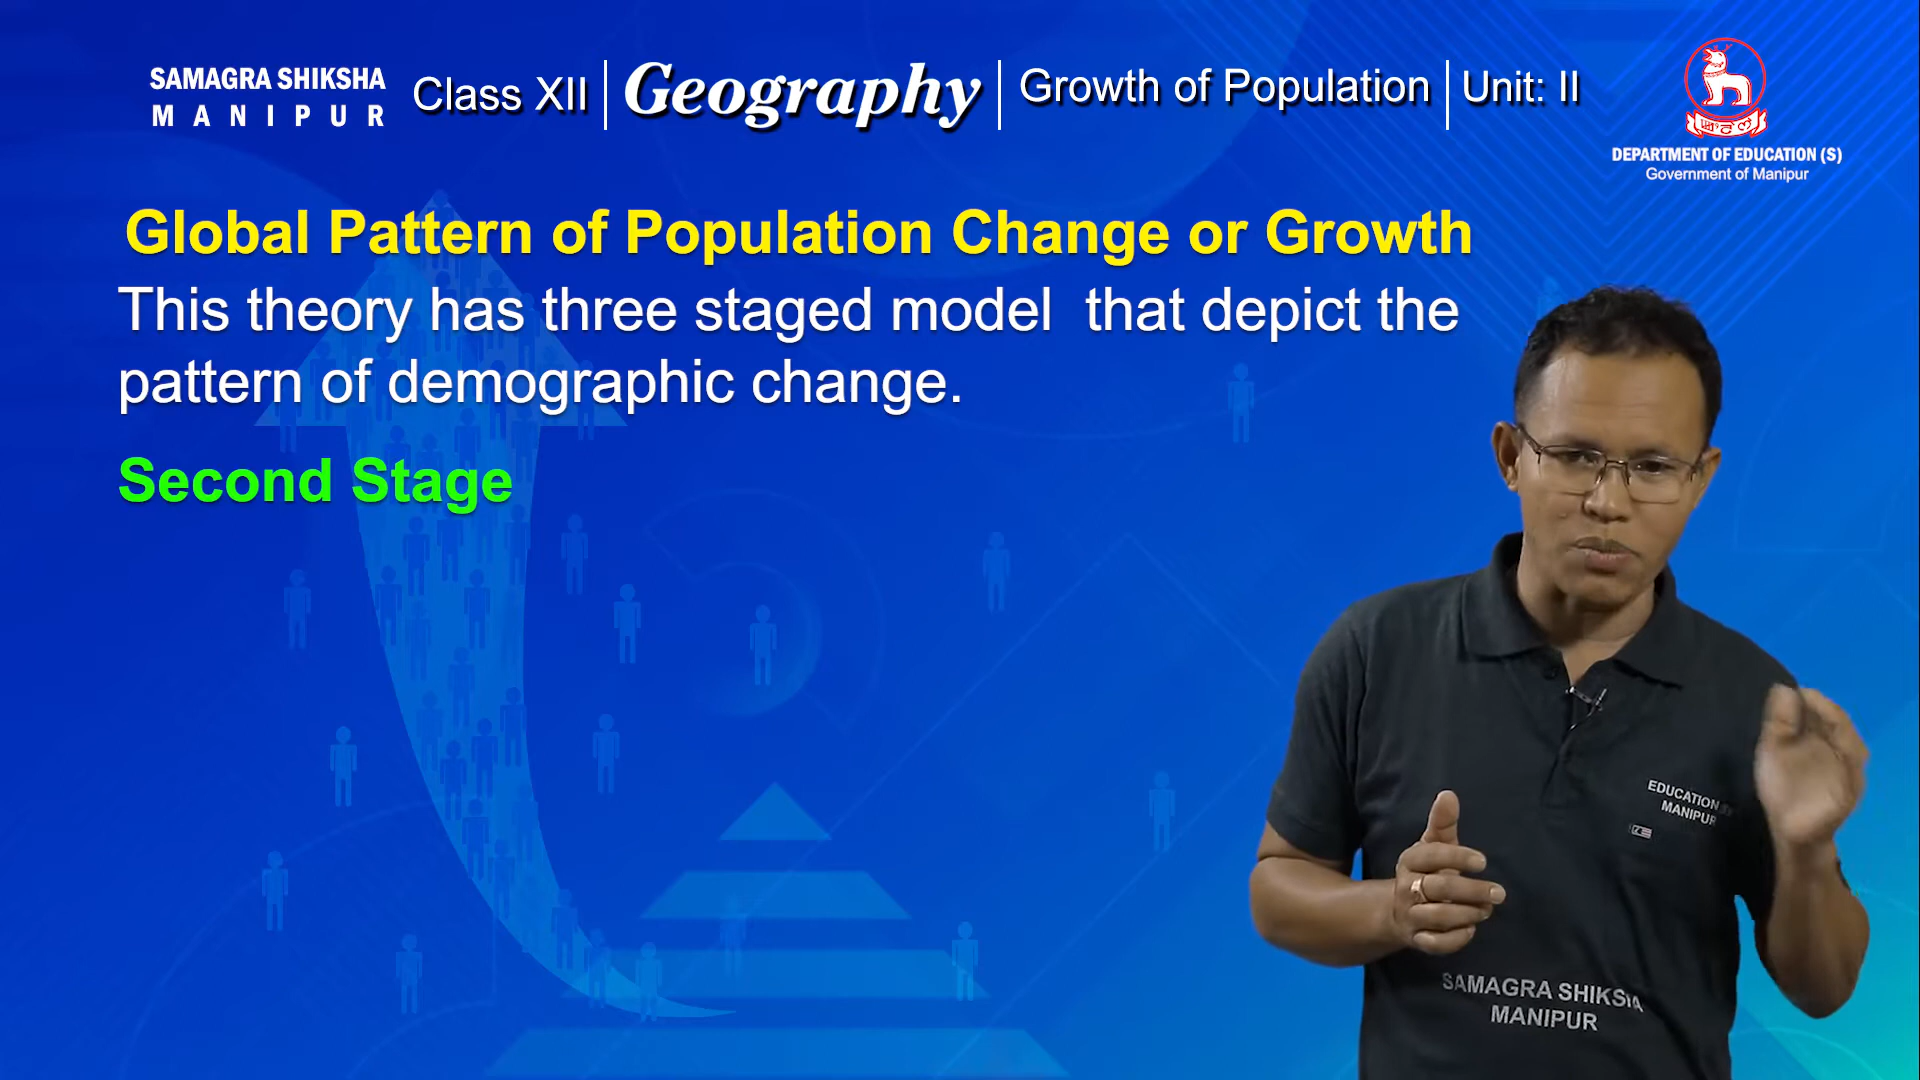 SAMAGRA SHIKSHA
MANIPUR
Class XII
Geography
Growth of Population
Unit: II
DEPARTMENT OF EDUCATION (S)
Government of Manipur
Global Pattern of Population Change or Growth
This theory has three staged model that depict the
pattern of demographic change.
Second Stage
EDUCATION
MANIPUR
SAMAGRA SHIKSHA
MANIPUR